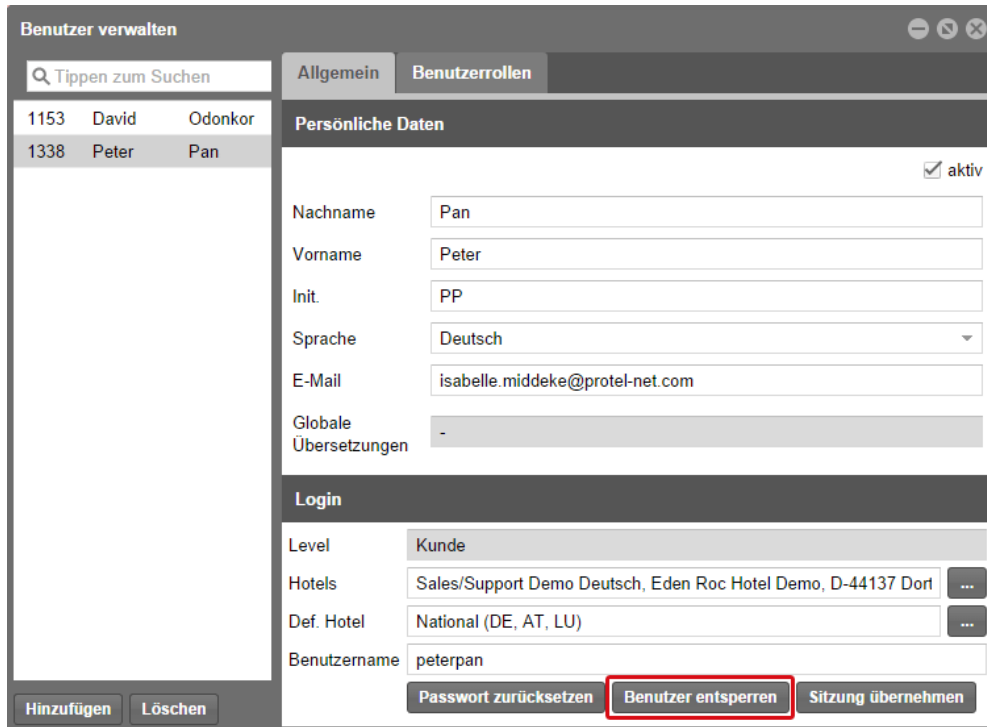 Benutzer verwalten
Tippen zum Suchen
1153 David Odonkor
1338 Peter Pan
Hinzufügen Löschen
Allgemein Benutzerrollen
Persönliche Daten
aktiv
Nachname Pan
Vorname Peter
Init. PP
Sprache Deutsch
E-Mail isabelle.middeke@protel-net.com
Globale
Übersetzungen -
Login
Level Kunde
Hotels Sales/Support Demo Deutsch, Eden Roc Hotel Demo, D-44137 Dort ...
Def. Hotel National (DE, AT, LU) ...
Benutzername peterpan
Passwort zurücksetzen Benutzer entsperren Sitzung übernehmen